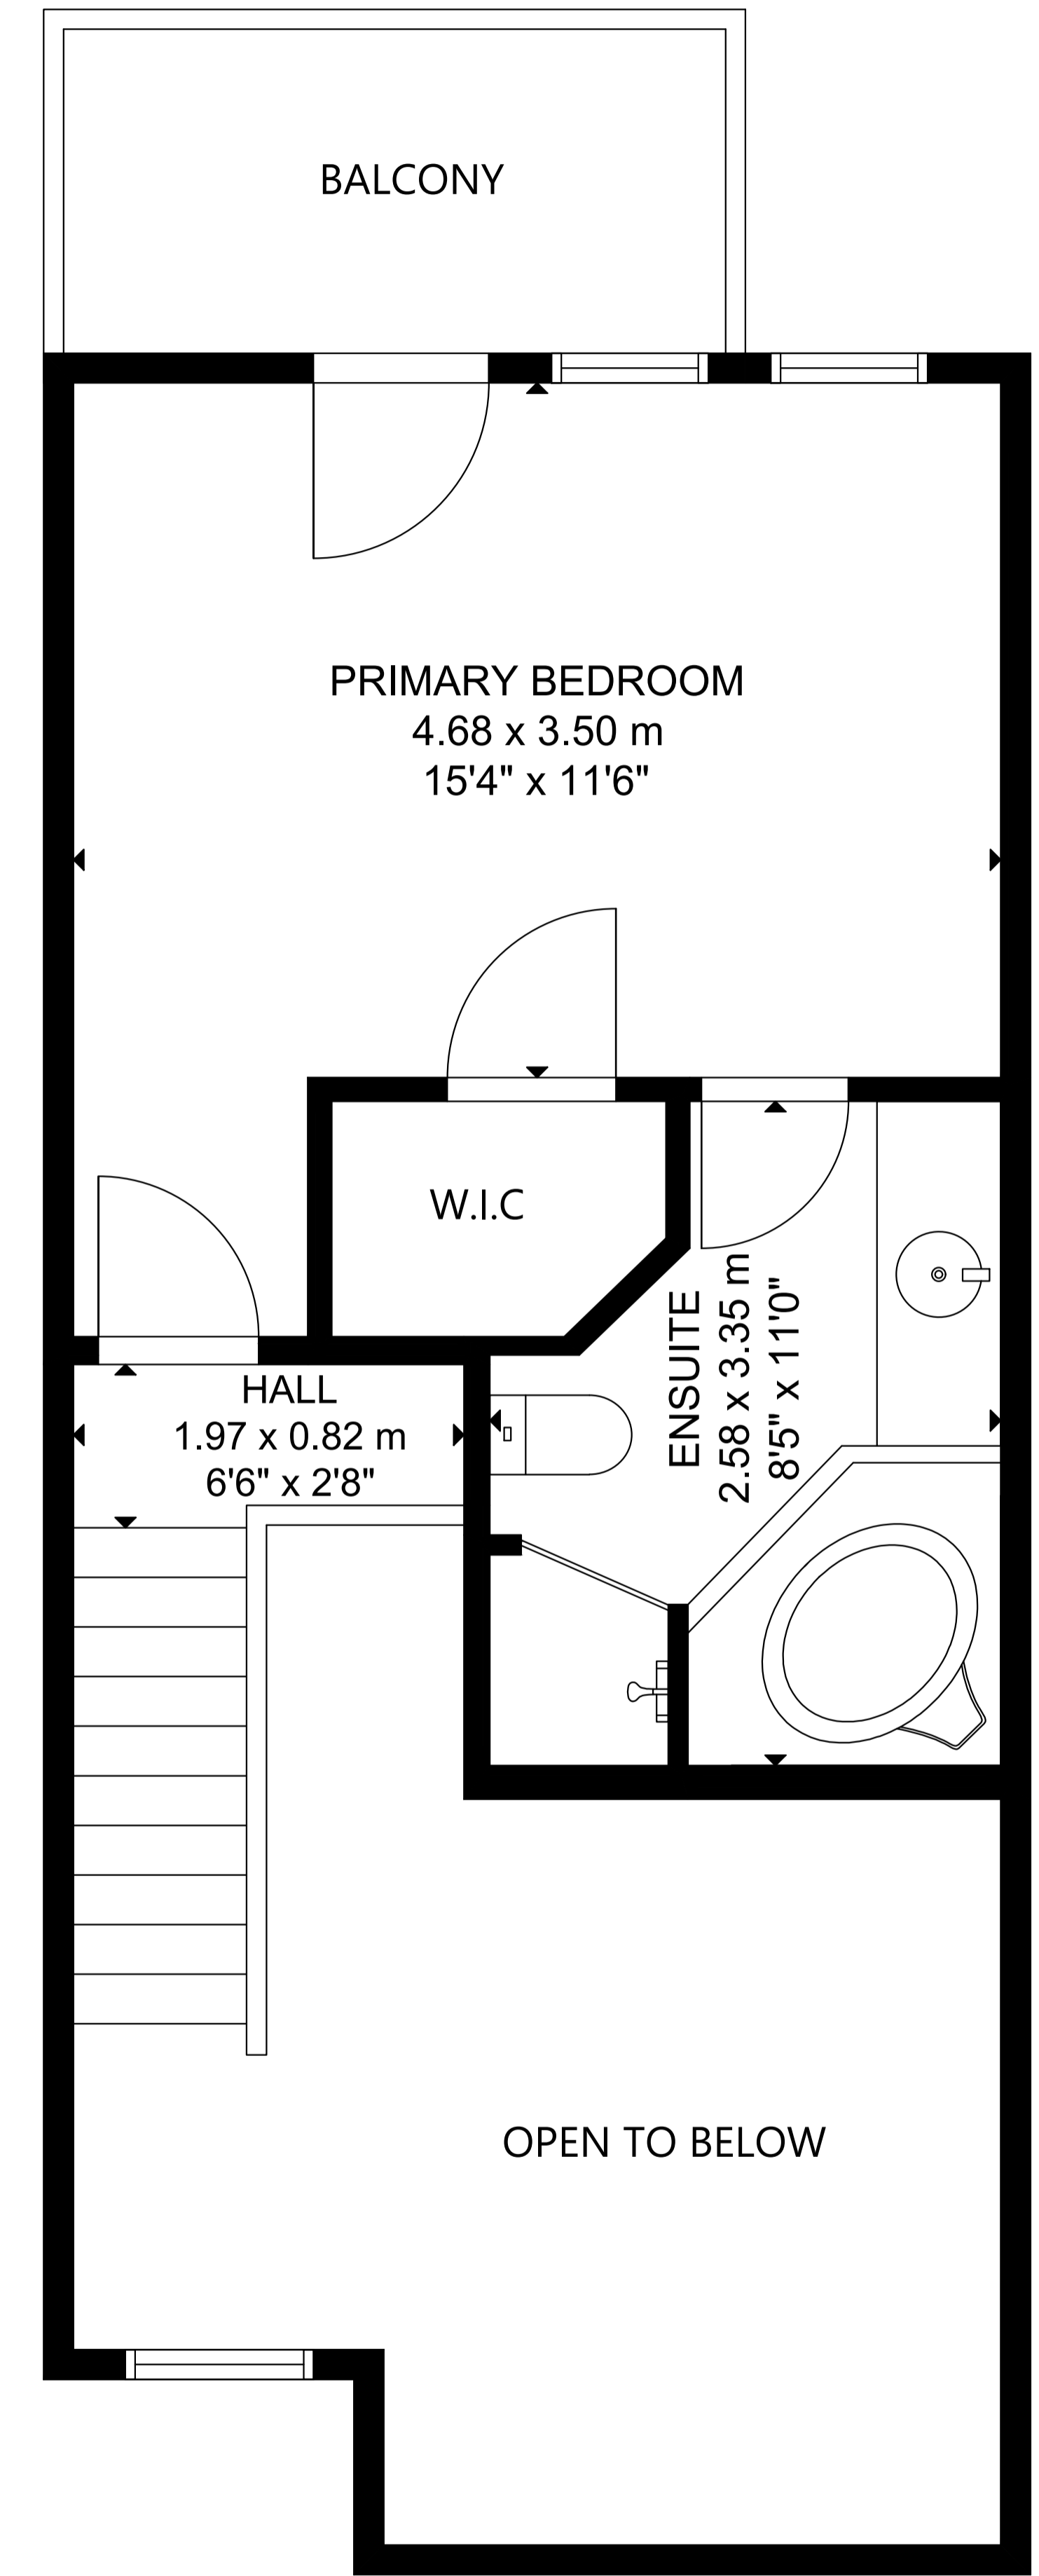 BALCONY
PRIMARY BEDROOM
4.68 x 3.50 m
15'4" x 11'6"
W.I.C
ENSUITE
2.58 x 3.35 m
8'5" x 11'0"
HALL
1.97 x 0.82 m
6'6" x 2'8"
OPEN TO BELOW